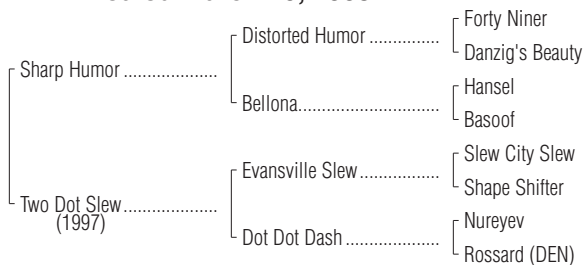 Forty Niner
Distorted Humor
Danzig's Beauty
Sharp Humor
Hansel
Bellona
Basoof
Slew City Slew
Evansville Slew
Shape Shifter
Two Dot Slew
(1997)
Nureyev
Dot Dot Dash
Rossard (DEN)